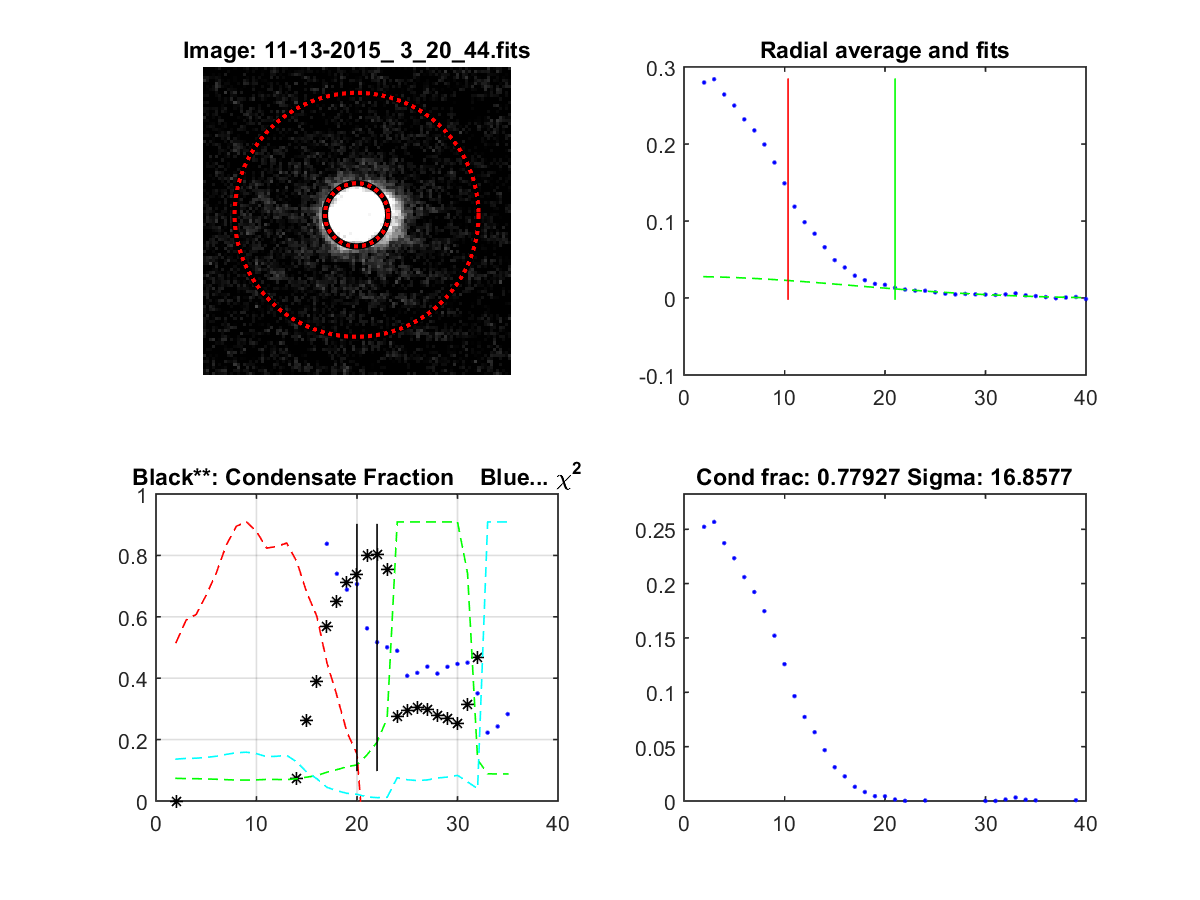 Image: 11-13-2015_ 3_20_44.fits
Radial average and fits
0.3
0.2
0.1
0
-0.1
0 10 20 30 40
Black**: Condensate Fraction Blue... χ²
1
0.8
0.6
0.4
0.2
0
0 10 20 30 40
Cond frac: 0.77927 Sigma: 16.8577
0.25
0.2
0.15
0.1
0.05
0
0 10 20 30 40